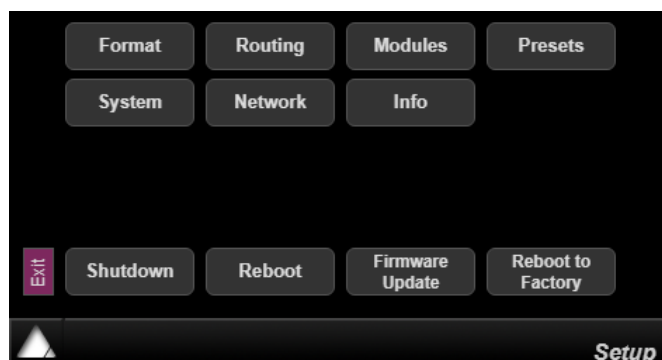 Format Routing Modules Presets
System Network Info
Exit Shutdown Reboot Firmware Update Reboot to Factory
Setup